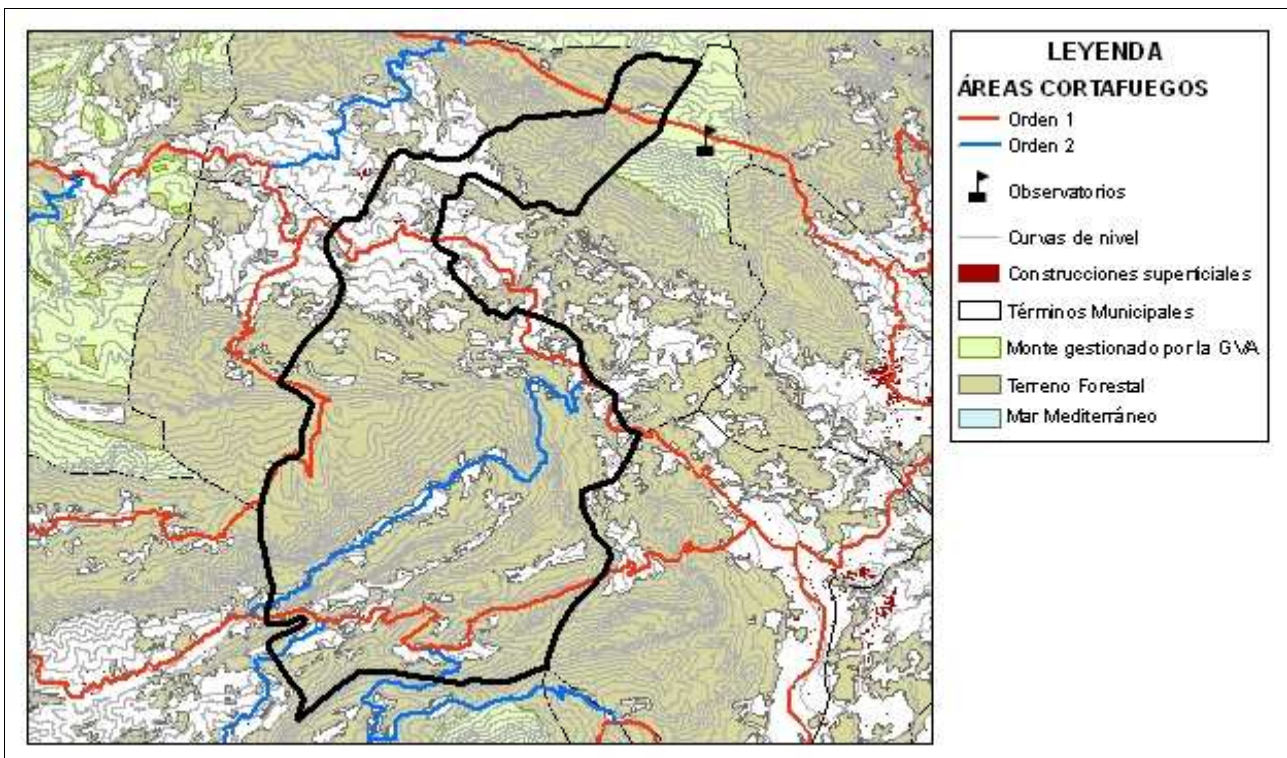 LEYENDA
ÁREAS CORTAFUEGOS
Orden 1
Orden 2
Observatorios
Curvas de nivel
Construcciones superficiales
Términos Municipales
Monte gestionado por la GVA
Terreno Forestal
Mar Mediterráneo